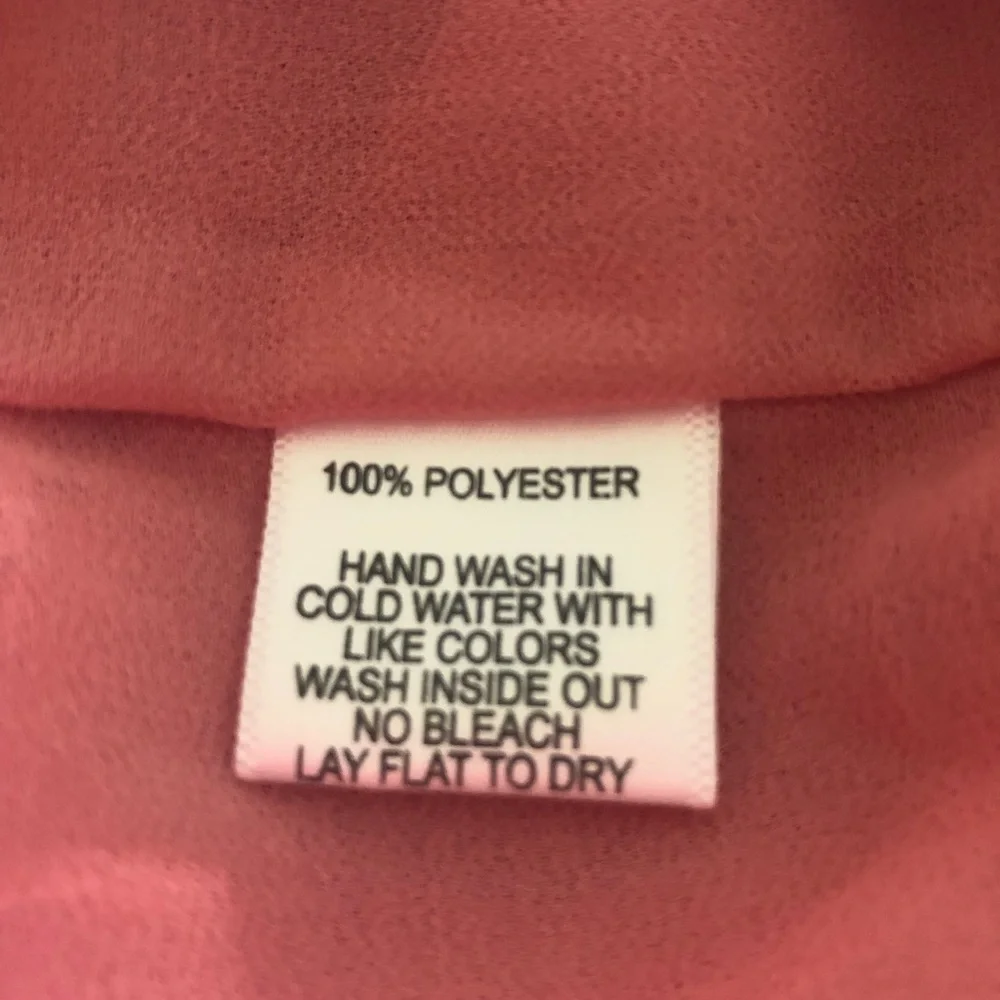 100% POLYESTER
HAND WASH IN
COLD WATER WITH
LIKE COLORS
WASH INSIDE OUT
NO BLEACH
LAY FLAT TO DRY